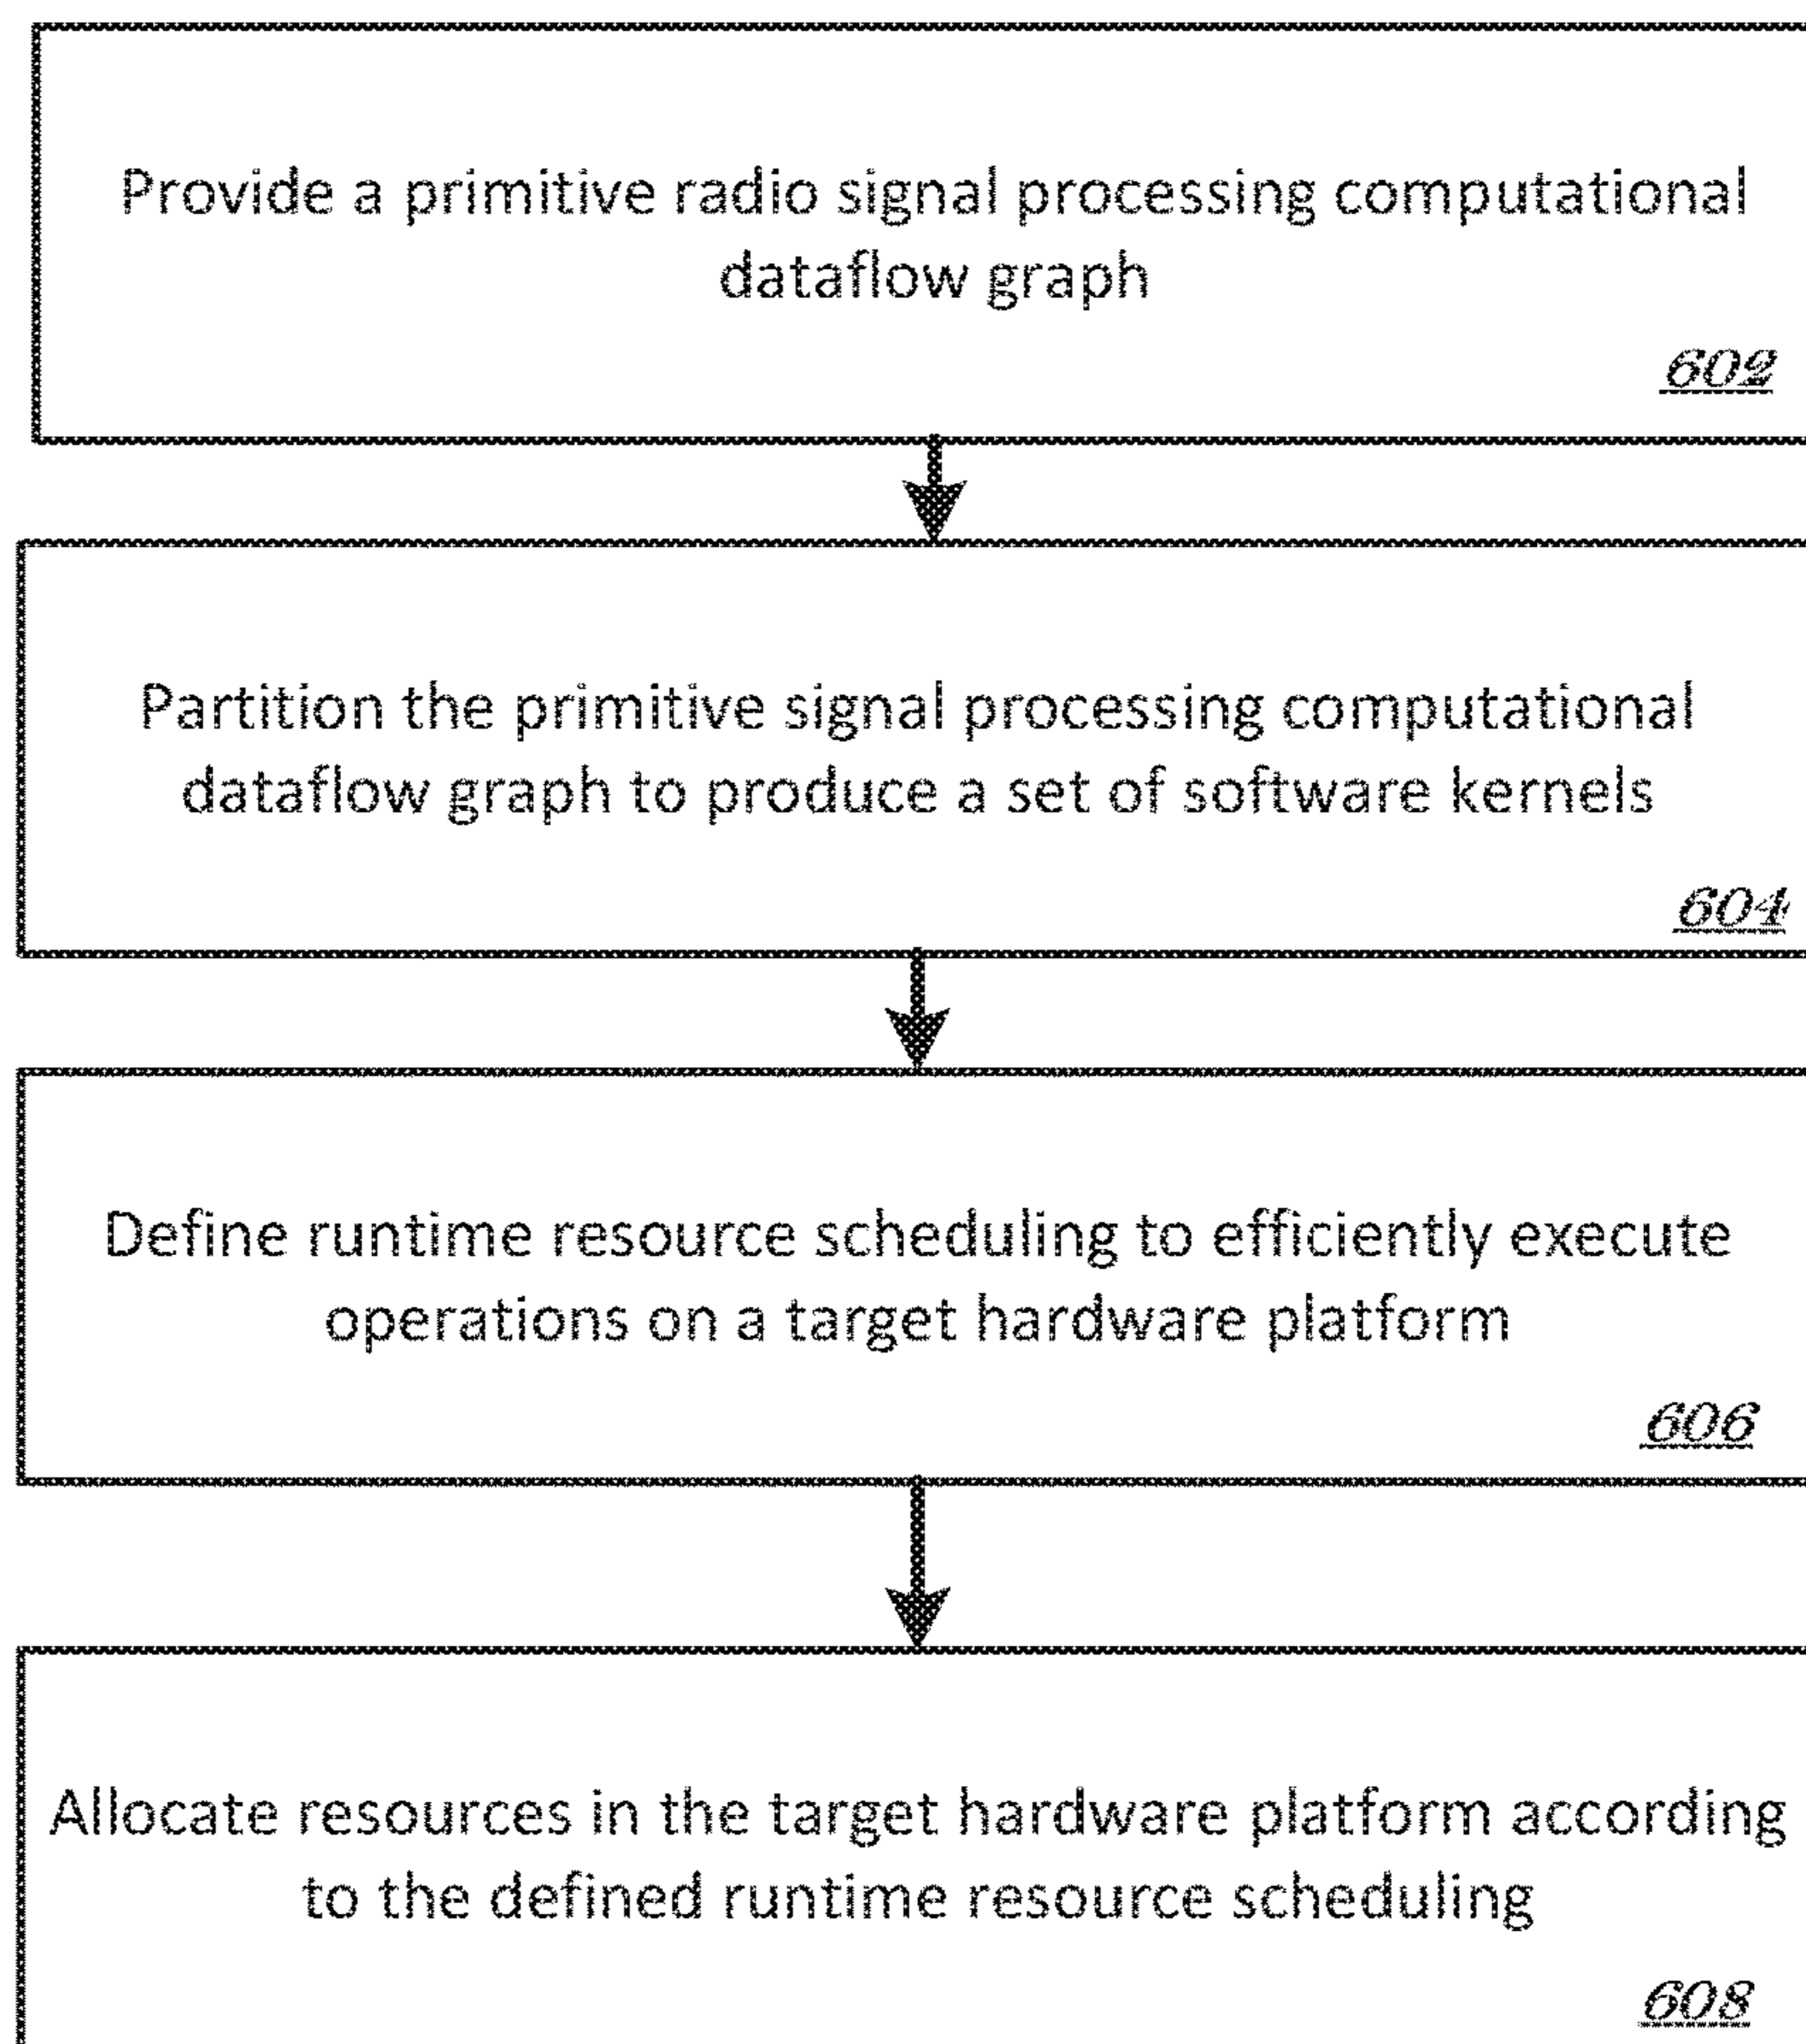 Provide a primitive radio signal processing computational
dataflow graph
602
Partition the primitive signal processing computational
dataflow graph to produce a set of software kernels
604
Define runtime resource scheduling to efficiently execute
operations on a target hardware platform
606
Allocate resources in the target hardware platform according
to the defined runtime resource scheduling
608